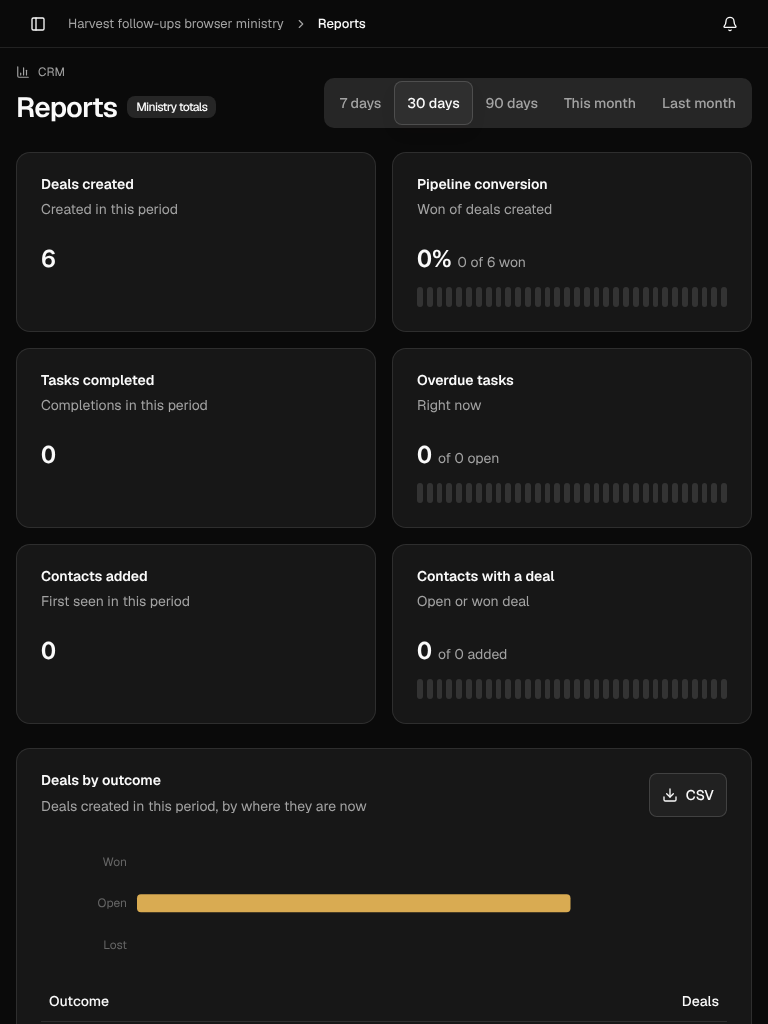 Harvest follow-ups browser ministry
Reports
CRM
Reports
Ministry totals
7 days
30 days
90 days
This month
Last month
Deals created
Created in this period
6
Pipeline conversion
Won of deals created
0% 0 of 6 won
Tasks completed
Completions in this period
0
Overdue tasks
Right now
0 of 0 open
Contacts added
First seen in this period
0
Contacts with a deal
Open or won deal
0 of 0 added
Deals by outcome
Deals created in this period, by where they are now
CSV
Won
Open
Lost
Outcome
Deals